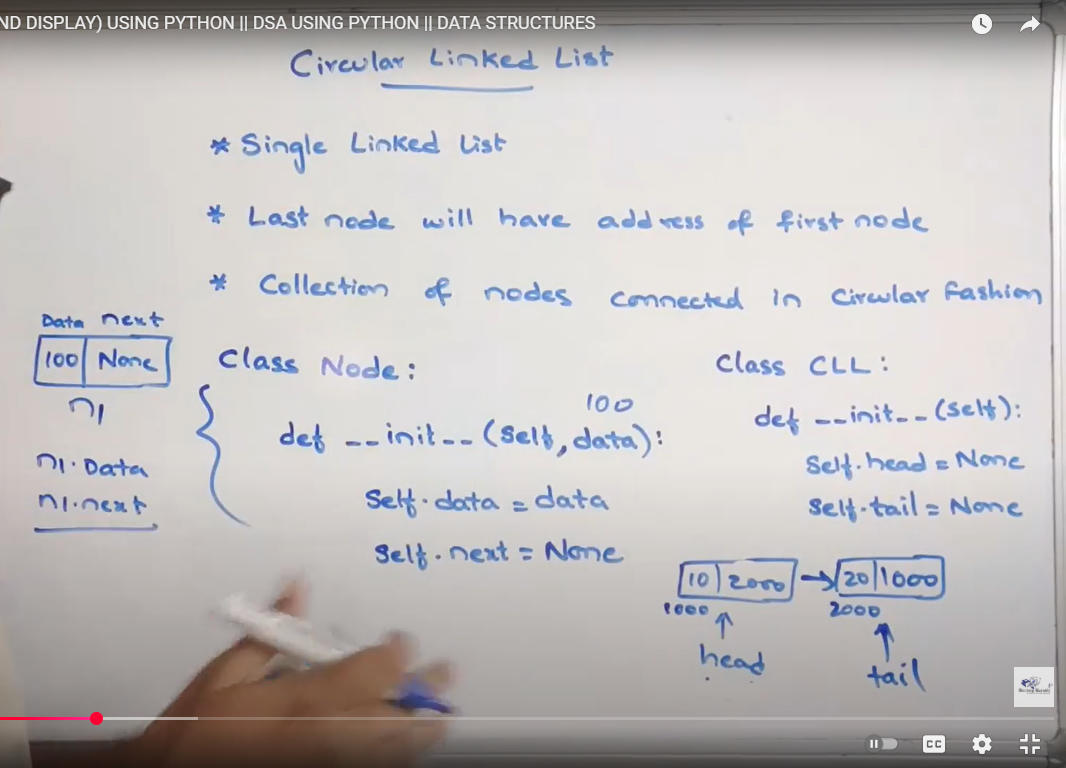 ND DISPLAY) USING PYTHON || DSA USING PYTHON || DATA STRUCTURES
Circular Linked List
* Single Linked List
* Last node will have address of first node
* Collection of nodes connected in Circular Fashion
Data next
100 None
n1
n1.Data
n1.next
Class Node:
100
def __init__(self, data):
self.data = data
self.next = None
Class CLL:
def __init__(self):
self.head = None
self.tail = None
10 2000 → 20 1000
1000 2000
head
tail
CC